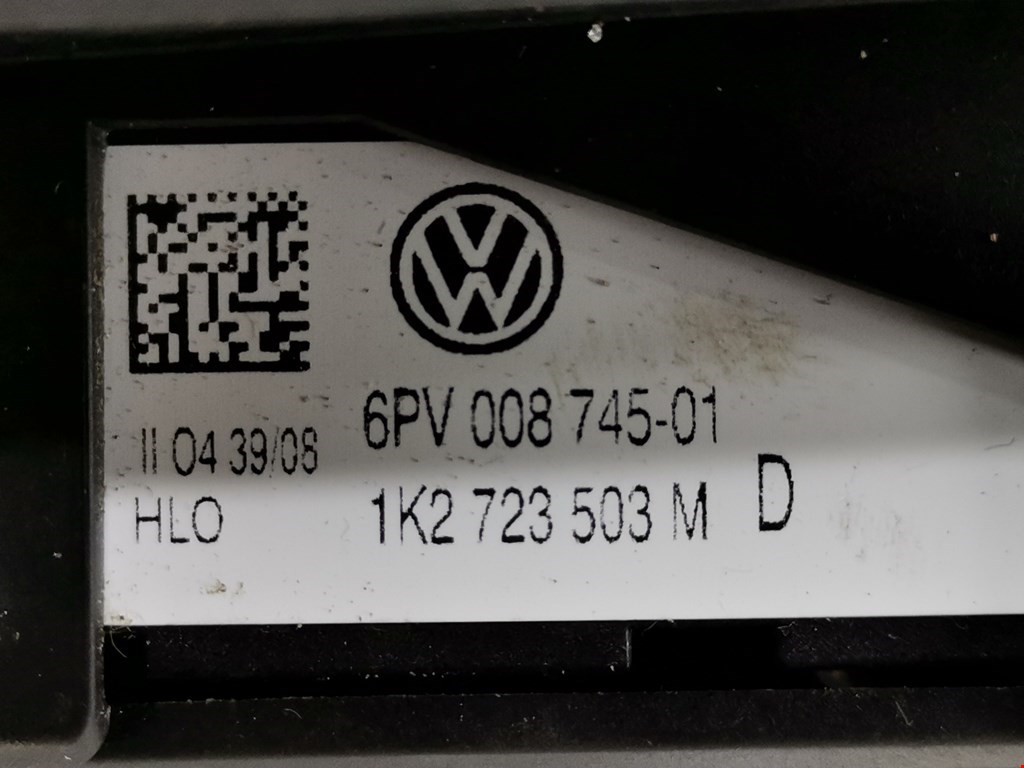 6PV 008 745-01
II 04 39/08
HLO
1K2 723 503 M D